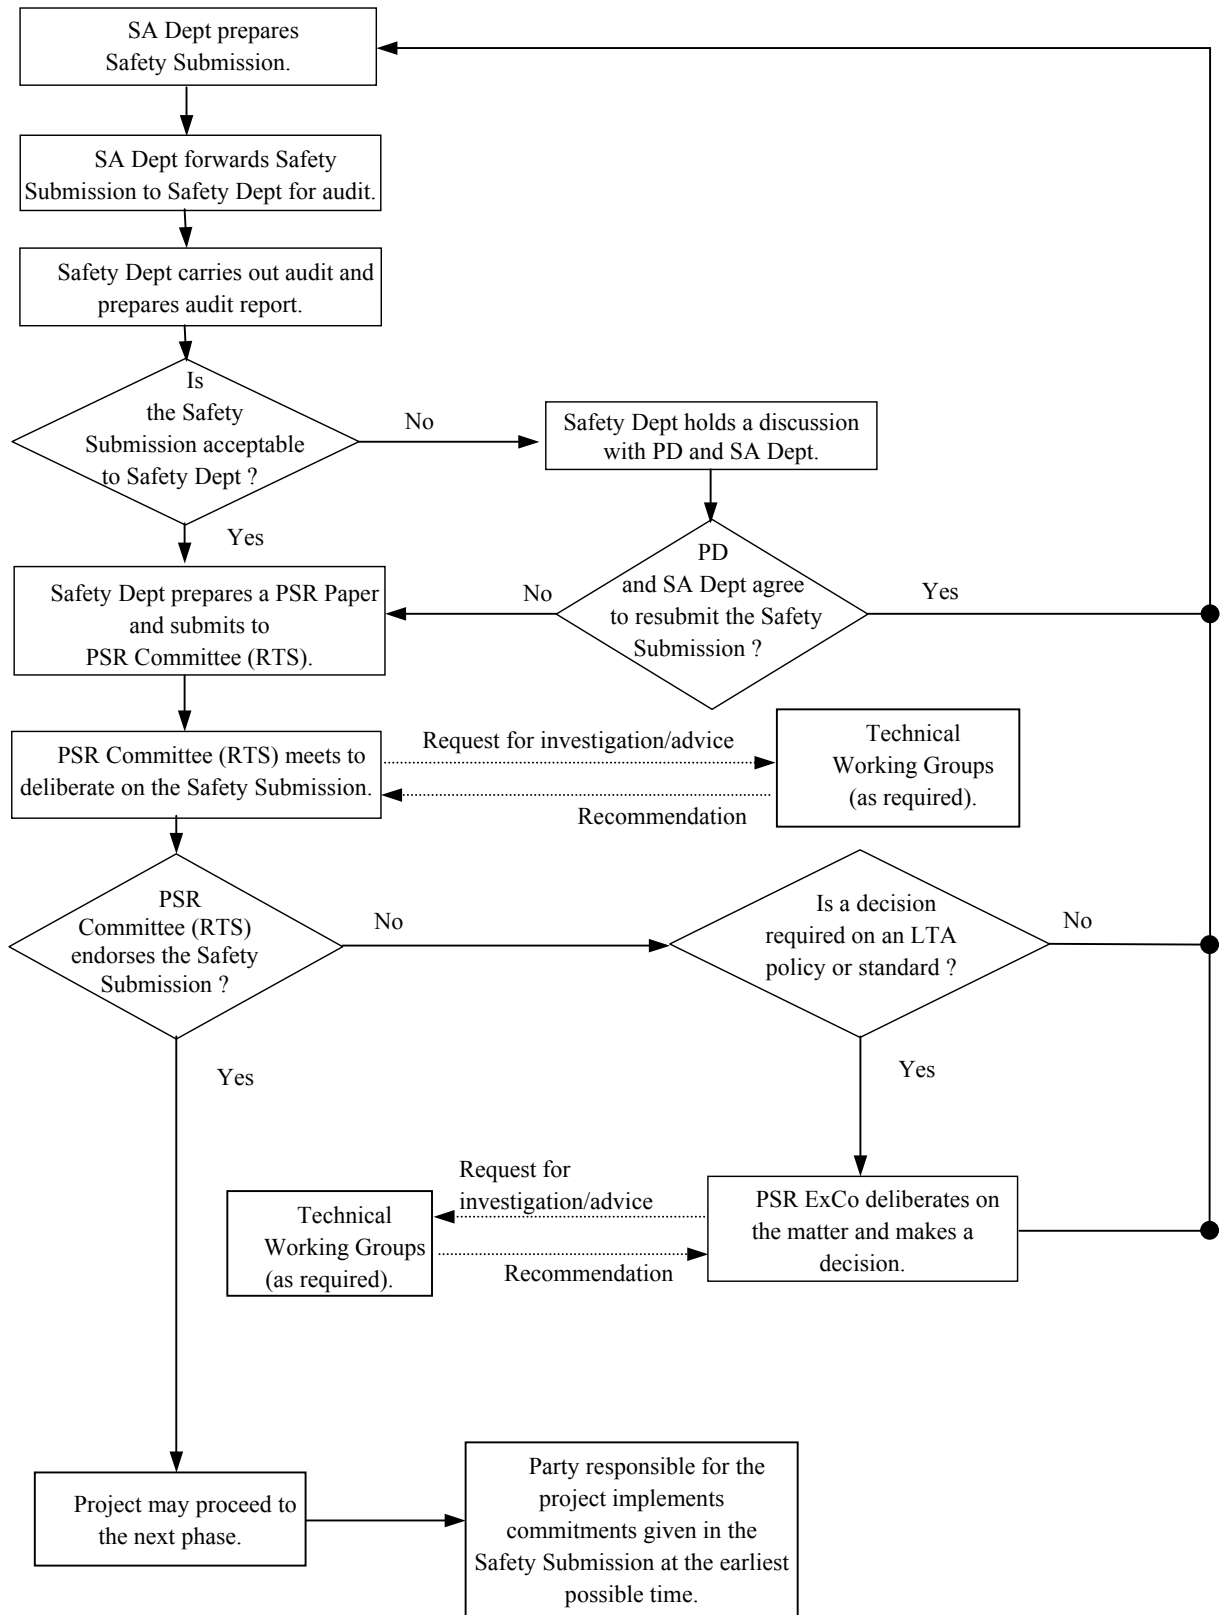 SA Dept prepares
Safety Submission.
SA Dept forwards Safety
Submission to Safety Dept for audit.
Safety Dept carries out audit and
prepares audit report.
Is
the Safety
Submission acceptable
to Safety Dept ?
No
Safety Dept holds a discussion
with PD and SA Dept.
Yes
PD
and SA Dept agree
to resubmit the Safety
Submission ?
No
Yes
Safety Dept prepares a PSR Paper
and submits to
PSR Committee (RTS).
PSR Committee (RTS) meets to
deliberate on the Safety Submission.
Request for investigation/advice
Recommendation
Technical
Working Groups
(as required).
PSR
Committee (RTS)
endorses the Safety
Submission ?
No
Is a decision
required on an LTA
policy or standard ?
No
Yes
Yes
Request for
investigation/advice
Technical
Working Groups
(as required).
Recommendation
PSR ExCo deliberates on
the matter and makes a
decision.
Project may proceed to
the next phase.
Party responsible for the
project implements
commitments given in the
Safety Submission at the earliest
possible time.